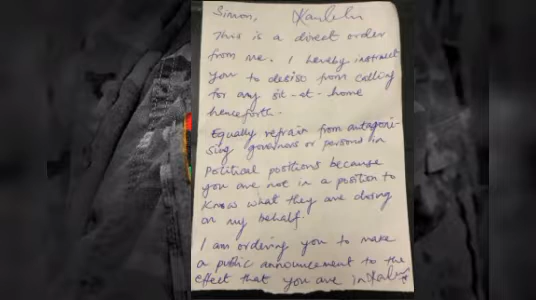 Simon,
This is a direct order
from me. I hereby instruct
you to desist from calling
for any sit-at-home
henceforth.
Equally refrain from antagoni-
sing governors or persons in
political positions because
you are not in a position to
know what they are doing
on my behalf.
I am ordering you to make
a public announcement to the
effect that you are in